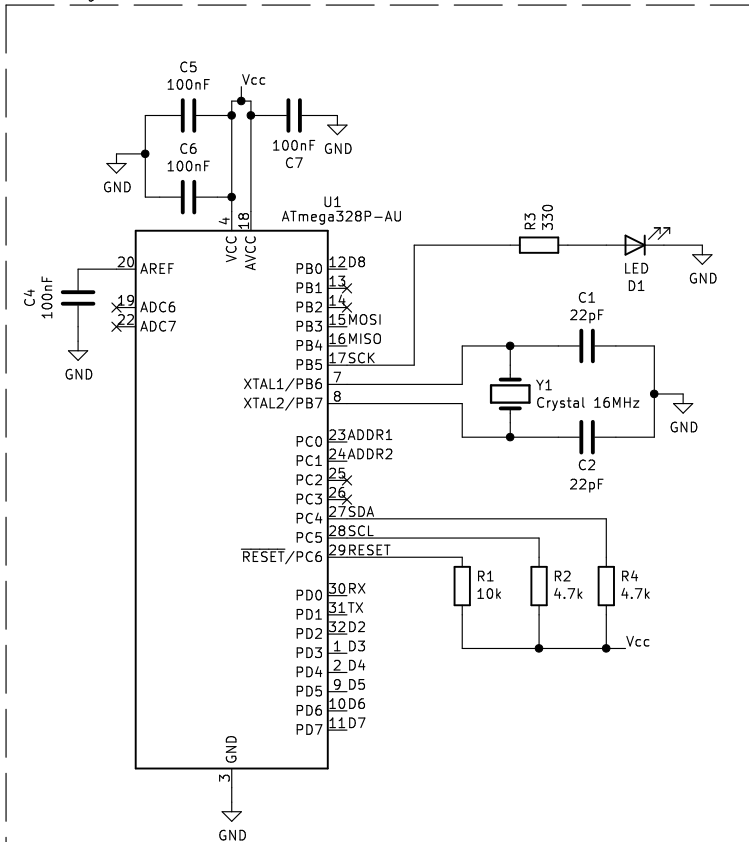 C5
100nF
Vcc
C6
100nF
100nF
C7
GND
GND
U1
ATmega328P-AU
4
18
VCC
AVCC
R3
330
LED
D1
GND
20
AREF
C4
100nF
GND
19
ADC6
22
ADC7
PB0
12
D8
PB1
13
PB2
14
PB3
15
MOSI
PB4
16
MISO
PB5
17
SCK
XTAL1/PB6
7
XTAL2/PB7
8
C1
22pF
Y1
Crystal 16MHz
GND
C2
22pF
PC0
23
ADDR1
PC1
24
ADDR2
PC2
25
PC3
26
PC4
27
SDA
PC5
28
SCL
RESET/PC6
29
RESET
R1
10k
R2
4.7k
R4
4.7k
Vcc
PD0
30
RX
PD1
31
TX
PD2
32
D2
PD3
1
D3
PD4
2
D4
PD5
9
D5
PD6
10
D6
PD7
11
D7
GND
3
GND